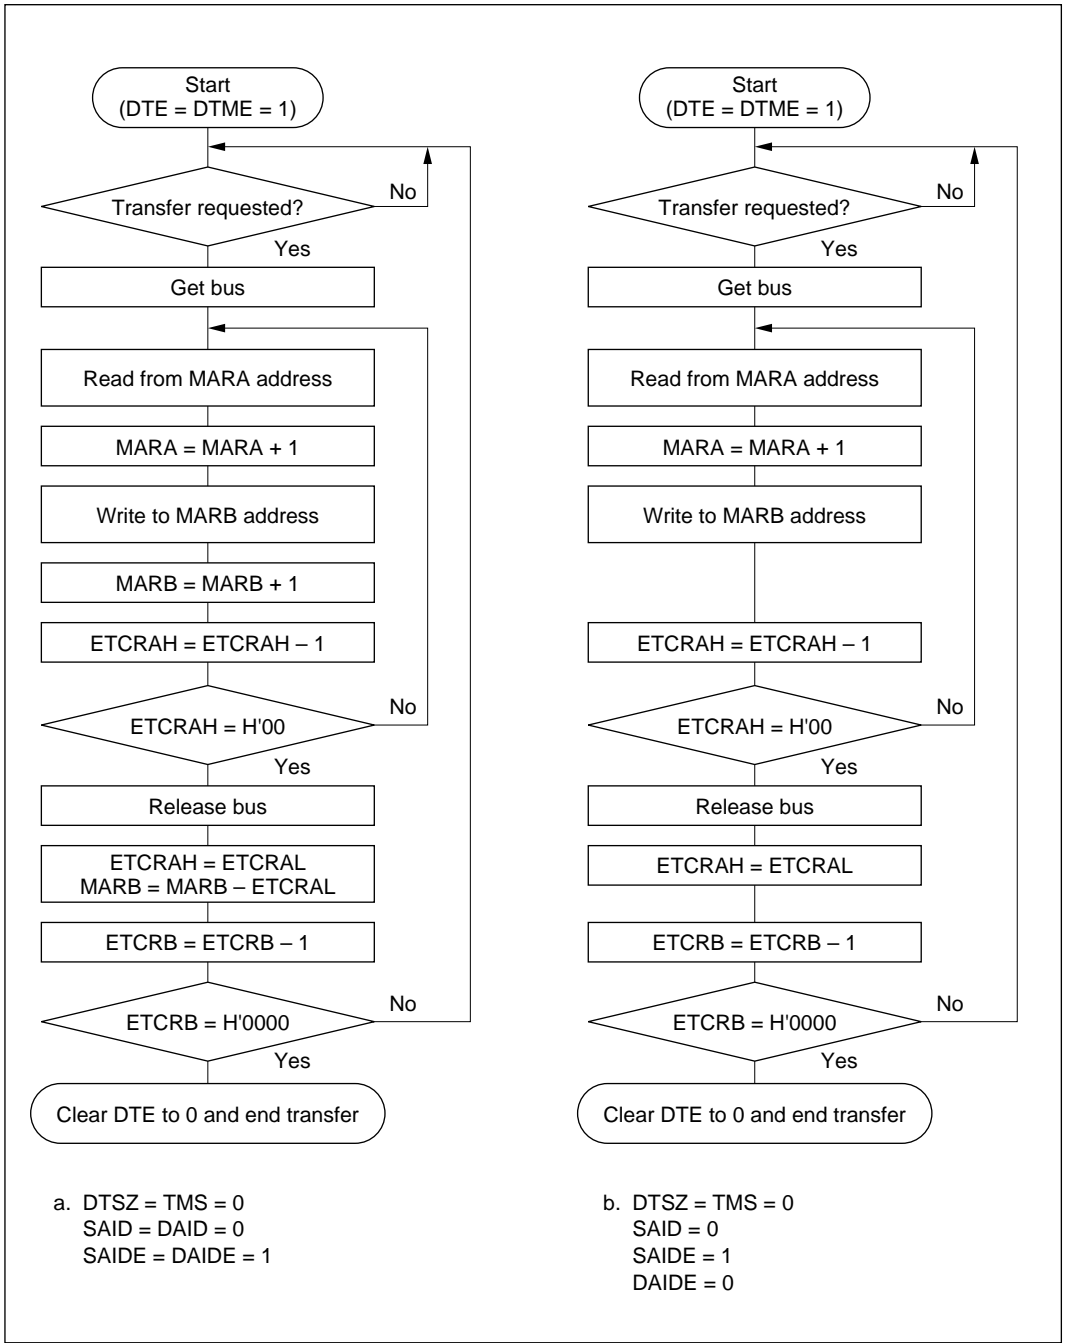 Start
(DTE = DTME = 1)
Transfer requested?
No
Yes
Get bus
Read from MARA address
MARA = MARA + 1
Write to MARB address
MARB = MARB + 1
ETCRAH = ETCRAH – 1
ETCRAH = H'00
No
Yes
Release bus
ETCRAH = ETCRAL
MARB = MARB – ETCRAL
ETCRB = ETCRB – 1
ETCRB = H'0000
No
Yes
Clear DTE to 0 and end transfer
a. DTSZ = TMS = 0
SAID = DAID = 0
SAIDE = DAIDE = 1
Start
(DTE = DTME = 1)
Transfer requested?
No
Yes
Get bus
Read from MARA address
MARA = MARA + 1
Write to MARB address
ETCRAH = ETCRAH – 1
ETCRAH = H'00
No
Yes
Release bus
ETCRAH = ETCRAL
ETCRB = ETCRB – 1
ETCRB = H'0000
No
Yes
Clear DTE to 0 and end transfer
b. DTSZ = TMS = 0
SAID = 0
SAIDE = 1
DAIDE = 0